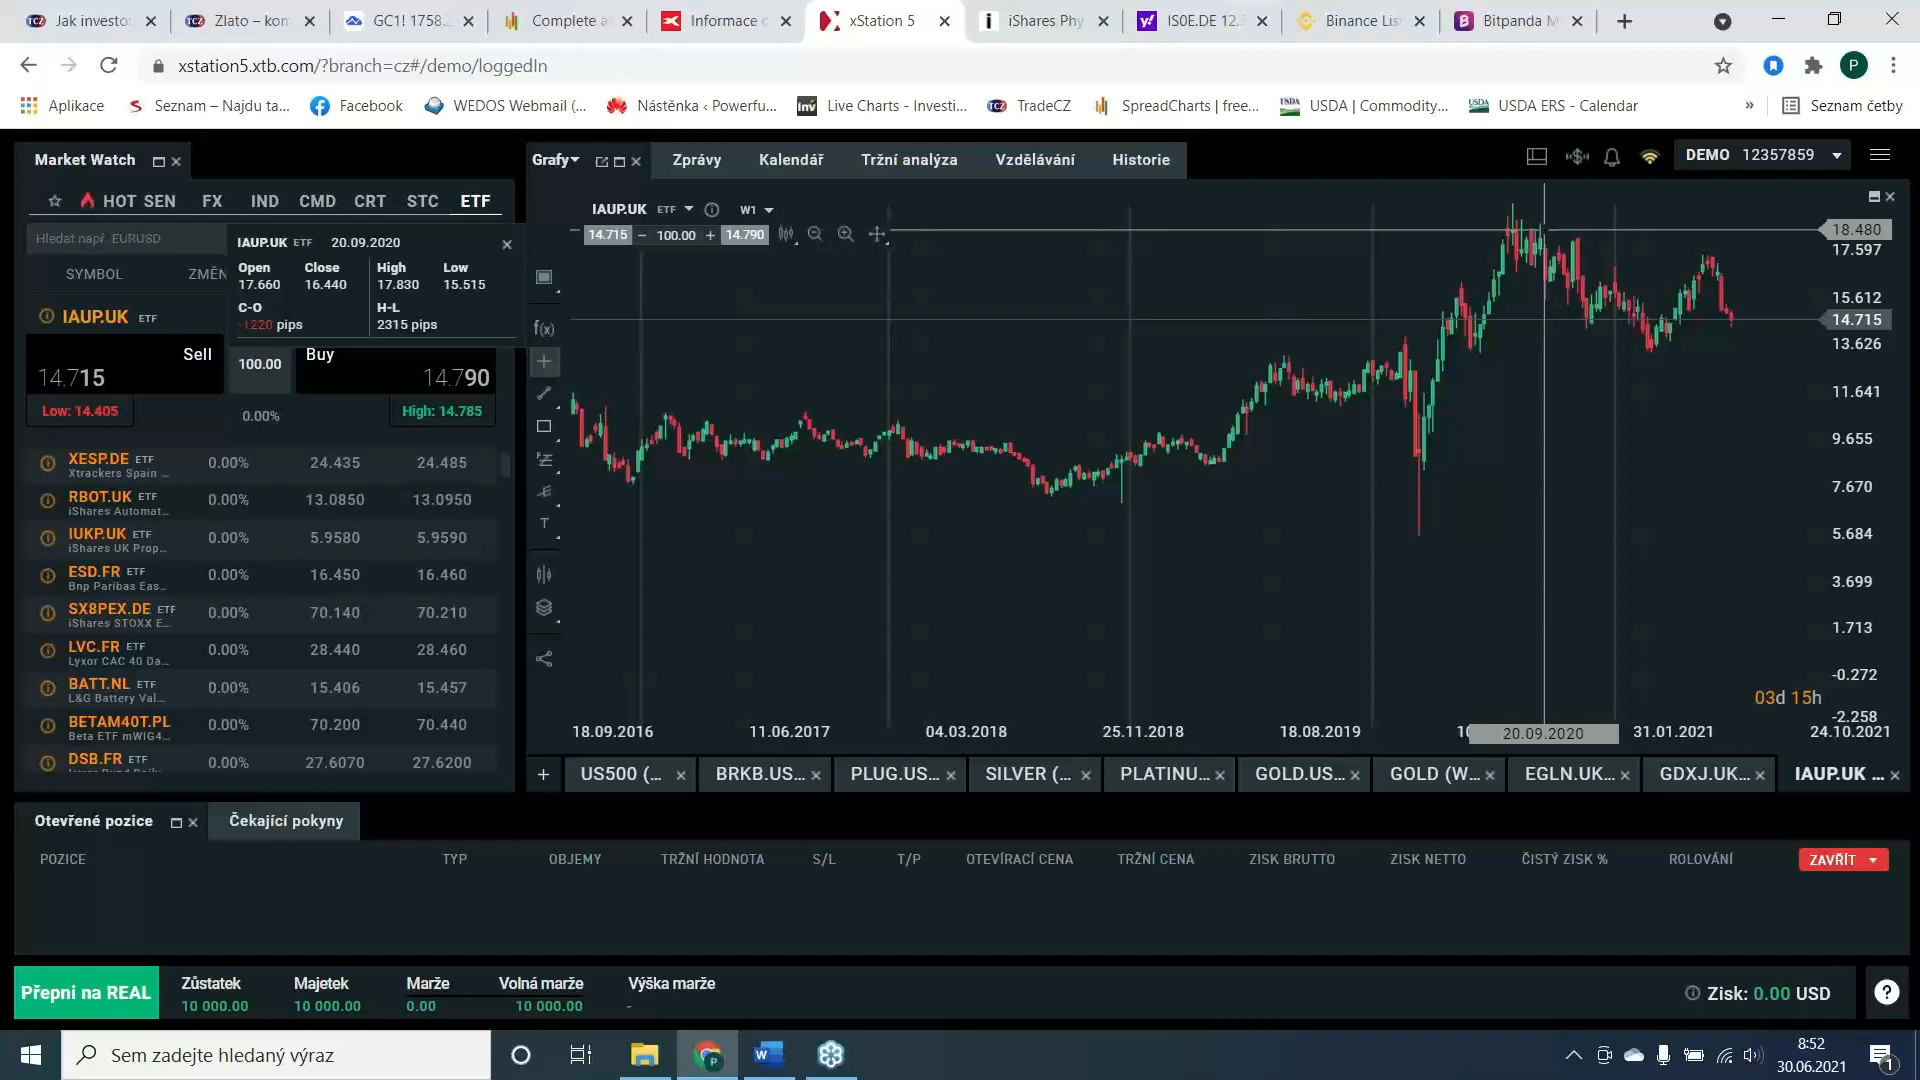 Jak investo
Zlato – kon
GC1! 1758.
Complete a
Informace o
xStation 5
iShares Phy
IS0E.DE 12.
Binance Lis
Bitpanda M
xstation5.xtb.com/?branch=cz#/demo/loggedIn
P
Aplikace
Seznam – Najdu ta...
Facebook
WEDOS Webmail (...
Nástěnka ‹ Powerfu...
Live Charts - Investi...
TradeCZ
SpreadCharts | free...
USDA | Commodity...
USDA ERS - Calendar
»
Seznam četby
Market Watch
HOT SEN FX IND CMD CRT STC ETF
Hledat např. EURUSD
SYMBOL ZMĚN
IAUP.UK ETF 20.09.2020
Open Close High Low
17.660 16.440 17.830 15.515
C-O H-L
-1220 pips 2315 pips
IAUP.UK ETF
Sell 100.00 Buy
14.715 14.790
Low: 14.405 0.00% High: 14.785
XESP.DE ETF 0.00% 24.435 24.485
Xtrackers Spain ...
RBOT.UK ETF 0.00% 13.0850 13.0950
iShares Automat...
IUKP.UK ETF 0.00% 5.9580 5.9590
iShares UK Prop...
ESD.FR ETF 0.00% 16.450 16.460
Bnp Paribas Eas...
SX8PEX.DE ETF 0.00% 70.140 70.210
iShares STOXX E...
LVC.FR ETF 0.00% 28.440 28.460
Lyxor CAC 40 Da...
BATT.NL ETF 0.00% 15.406 15.457
L&G Battery Val...
BETAM40T.PL 0.00% 70.200 70.440
Beta ETF mWIG4...
DSB.FR ETF 0.00% 27.6070 27.6200
Grafy
Zprávy
Kalendář
Tržní analýza
Vzdělávání
Historie
DEMO 12357859
IAUP.UK ETF W1
14.715 − 100.00 + 14.790
f(x)
T
18.480
17.597
15.612
14.715
13.626
11.641
9.655
7.670
5.684
3.699
1.713
-0.272
-2.258
03d 15h
18.09.2016 11.06.2017 04.03.2018 25.11.2018 18.08.2019 10 20.09.2020 31.01.2021 24.10.2021
+ US500 (... BRKB.US... PLUG.US... SILVER (... PLATINU... GOLD.US... GOLD (W... EGLN.UK... GDXJ.UK... IAUP.UK ...
Otevřené pozice
Čekající pokyny
POZICE TYP OBJEMY TRŽNÍ HODNOTA S/L T/P OTEVÍRACÍ CENA TRŽNÍ CENA ZISK BRUTTO ZISK NETTO ČISTÝ ZISK % ROLOVÁNÍ ZAVŘÍT
Přepni na REAL
Zůstatek Majetek Marže Volná marže Výška marže
10 000.00 10 000.00 0.00 10 000.00 -
Zisk: 0.00 USD
?
Sem zadejte hledaný výraz
8:52
30.06.2021
1